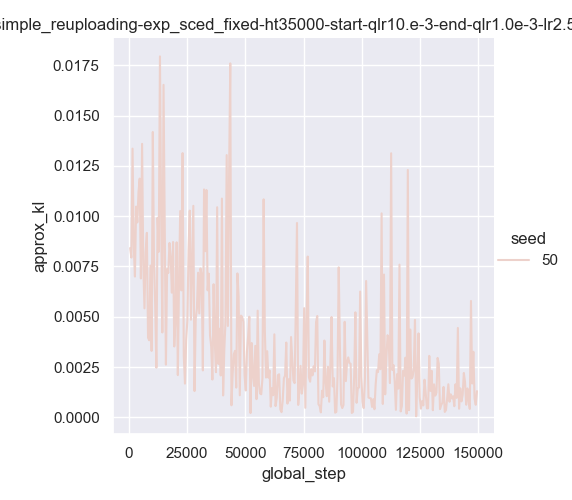 simple_reuploading-exp_sced_fixed-ht35000-start-qlr10.e-3-end-qlr1.0e-3-lr2.5
0.0175
0.0150
0.0125
0.0100
0.0075
0.0050
0.0025
0.0000
approx_kl
0 25000 50000 75000 100000 125000 150000
global_step
seed
50